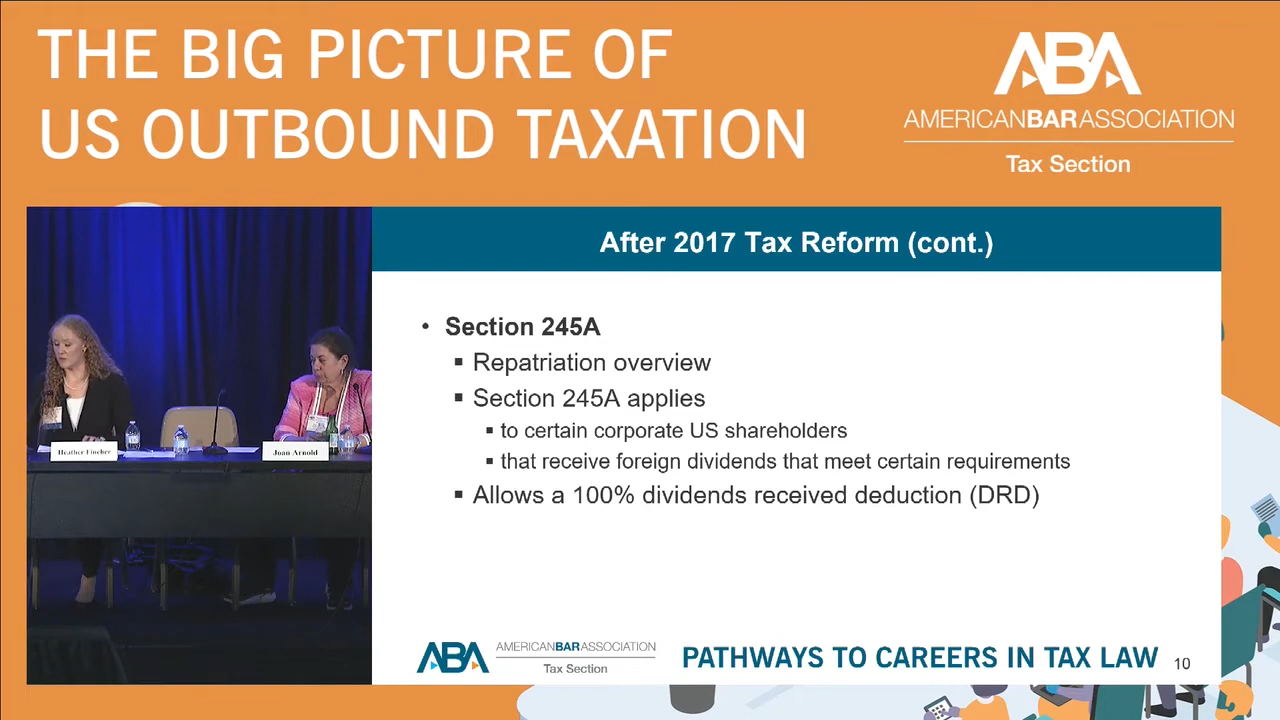 THE BIG PICTURE OF
US OUTBOUND TAXATION
ABA
AMERICANBARASSOCIATION
Tax Section
After 2017 Tax Reform (cont.)
• Section 245A
▪ Repatriation overview
▪ Section 245A applies
▪ to certain corporate US shareholders
▪ that receive foreign dividends that meet certain requirements
▪ Allows a 100% dividends received deduction (DRD)
Heather Fincher
Joan Arnold
ABA
AMERICANBARASSOCIATION
Tax Section
PATHWAYS TO CAREERS IN TAX LAW
10